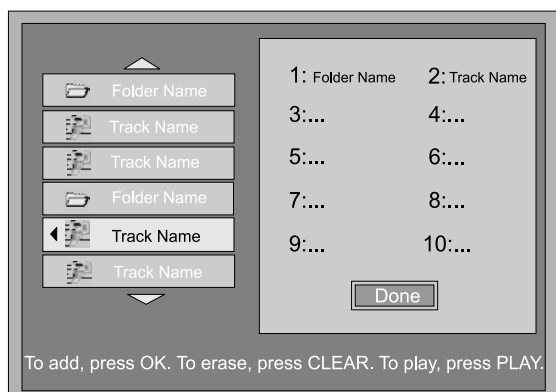 Folder Name
Track Name
Track Name
Folder Name
Track Name
Track Name
1: Folder Name 2: Track Name
3:... 4:...
5:... 6:...
7:... 8:...
9:... 10:...
Done
To add, press OK. To erase, press CLEAR. To play, press PLAY.